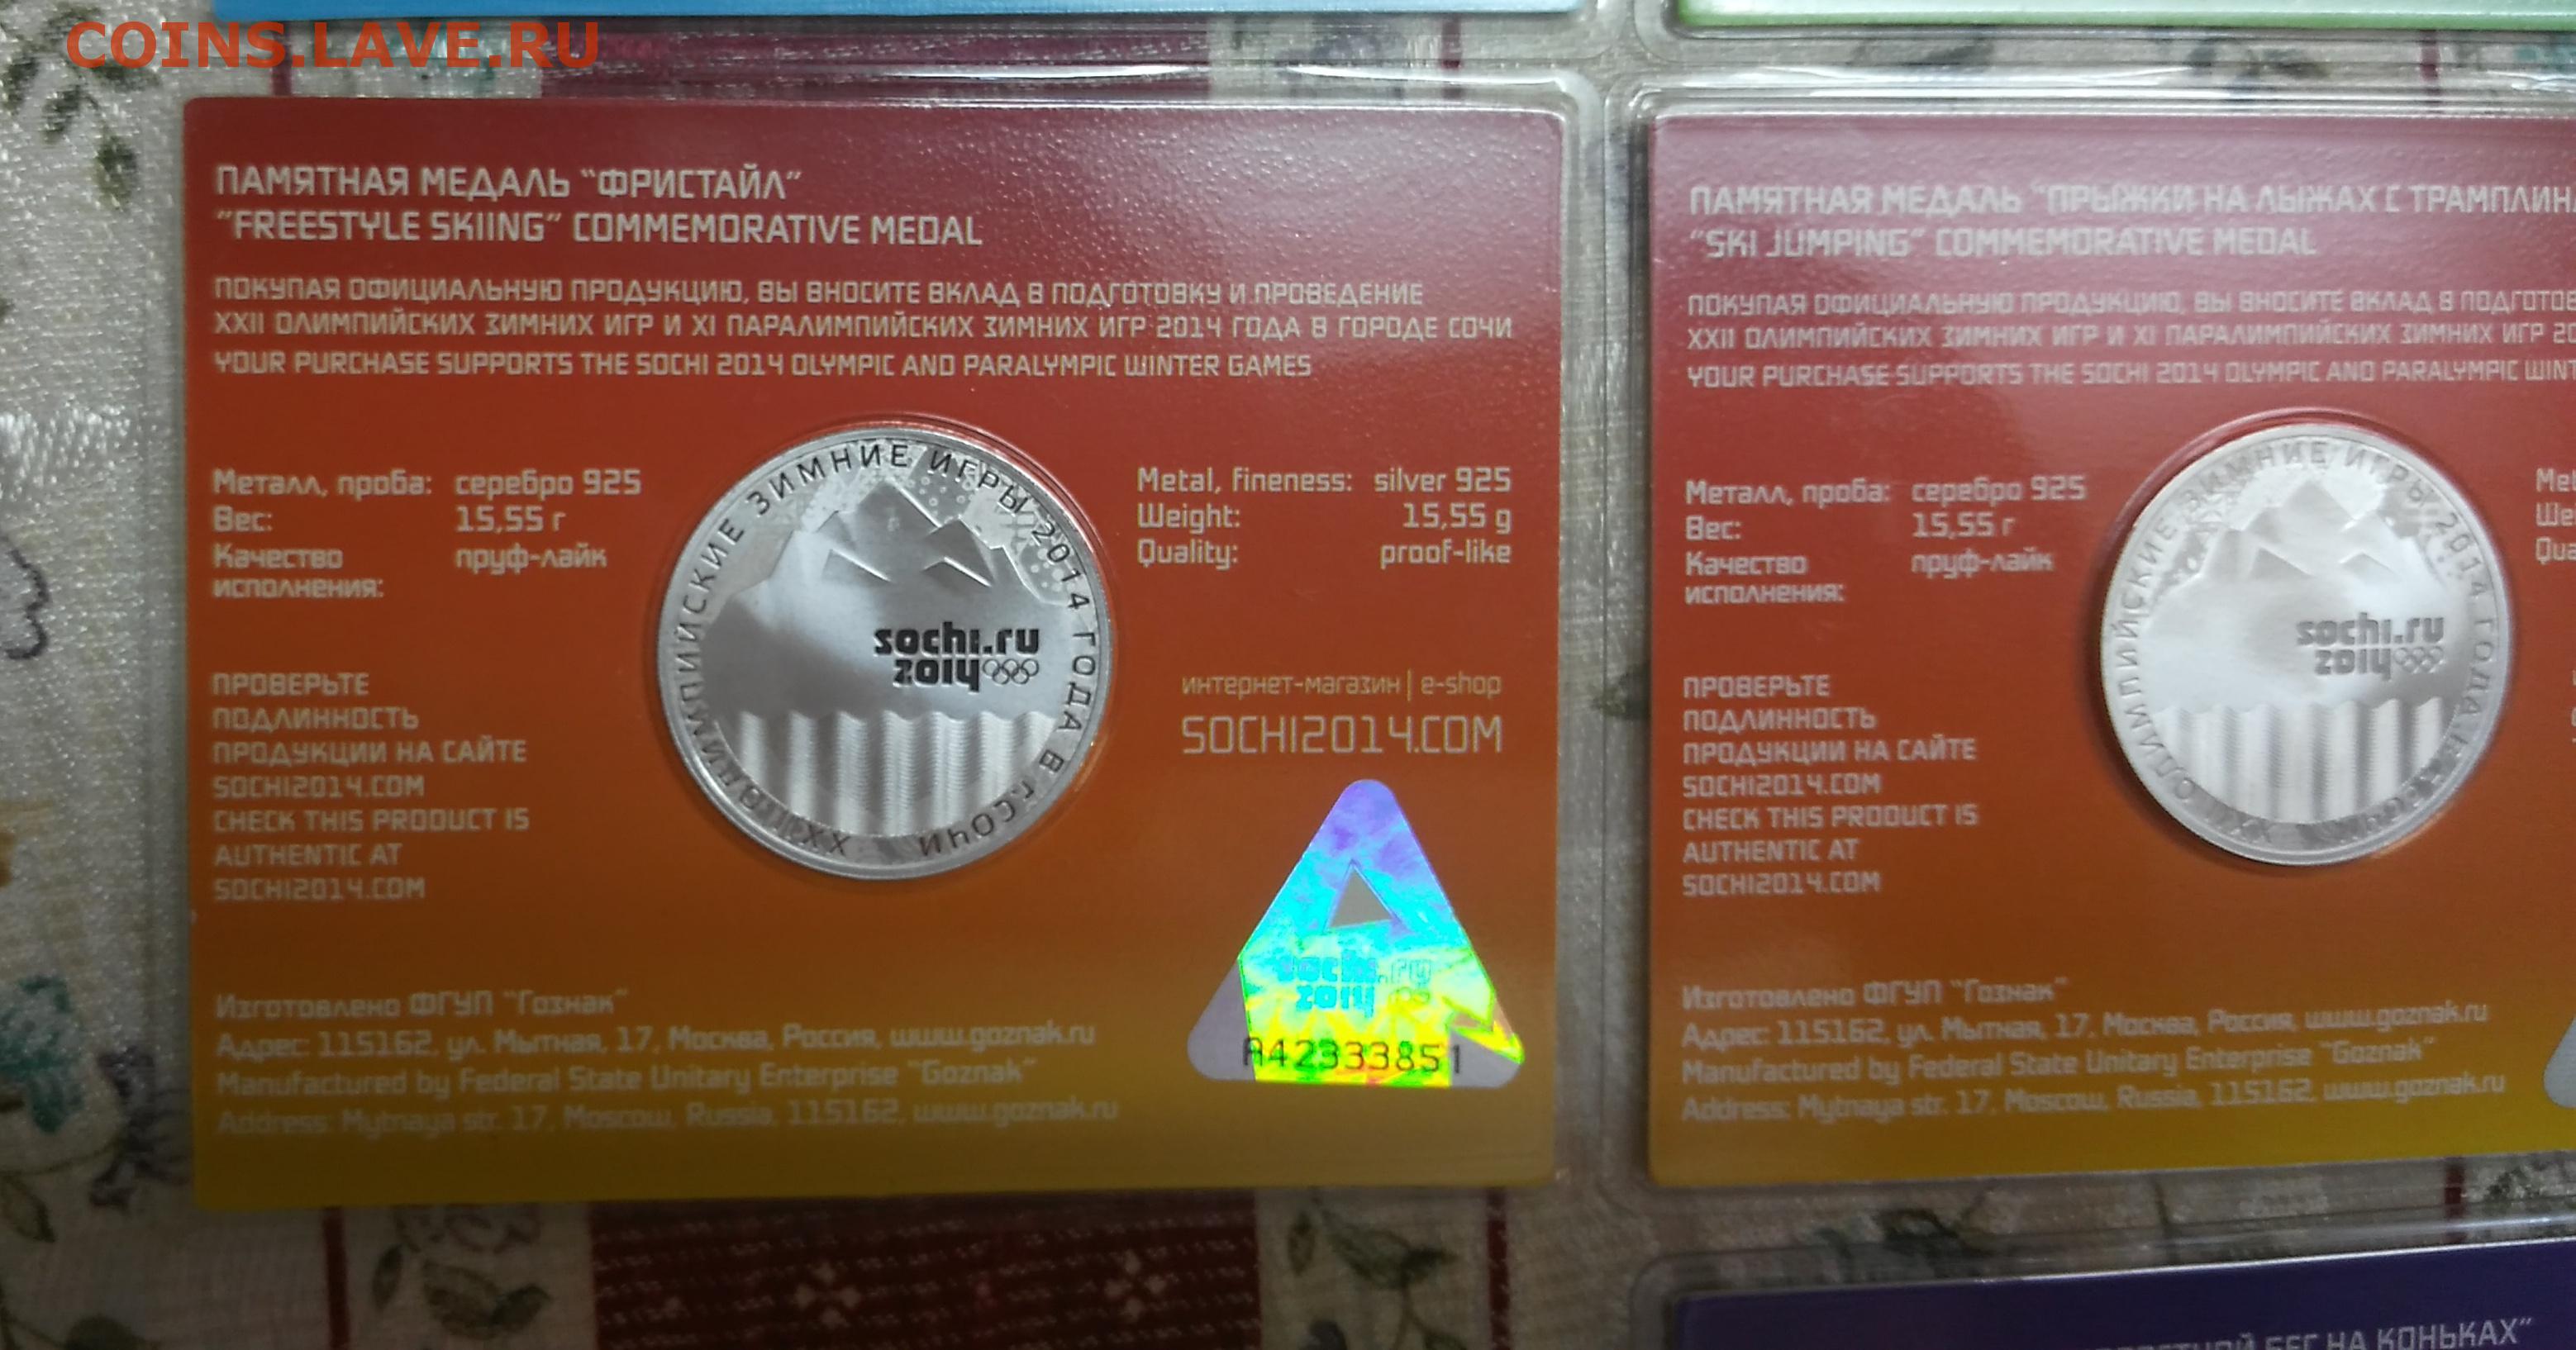 COINS.LAVE.RU
ПАМЯТНАЯ МЕДАЛЬ "ФРИСТАЙЛ"
"FREESTYLE SKIING" COMMEMORATIVE MEDAL
ПОКУПАЯ ОФИЦИАЛЬНУЮ ПРОДУКЦИЮ, ВЫ ВНОСИТЕ ВКЛАД В ПОДГОТОВКУ И ПРОВЕДЕНИЕ
XXII ОЛИМПИЙСКИХ ЗИМНИХ ИГР И XI ПАРАЛИМПИЙСКИХ ЗИМНИХ ИГР 2014 ГОДА В ГОРОДЕ СОЧИ
YOUR PURCHASE SUPPORTS THE SOCHI 2014 OLYMPIC AND PARALYMPIC WINTER GAMES
Металл, проба: серебро 925
Вес: 15,55 г
Качество пруф-лайк
исполнения:
XXII ОЛИМПИЙСКИЕ ЗИМНИЕ ИГРЫ 2014 ГОДА В Г.СОЧИ
sochi.ru
2014
Metal, fineness: silver 925
Weight: 15,55 g
Quality: proof-like
ПРОВЕРЬТЕ
ПОДЛИННОСТЬ
ПРОДУКЦИИ НА САЙТЕ
SOCHI2014.COM
CHECK THIS PRODUCT IS
AUTHENTIC AT
SOCHI2014.COM
интернет-магазин | e-shop
SOCHI2014.COM
sochi.ru
2014
A42333851
Изготовлено ФГУП "Гознак"
Адрес: 115162, ул. Мытная, 17, Москва, Россия, www.goznak.ru
Manufactured by Federal State Unitary Enterprise "Goznak"
Address: Mytnaya str. 17, Moscow, Russia, 115162, www.goznak.ru
ПАМЯТНАЯ МЕДАЛЬ "ПРЫЖКИ НА ЛЫЖАХ С ТРАМПЛИН
"SKI JUMPING" COMMEMORATIVE MEDAL
ПОКУПАЯ ОФИЦИАЛЬНУЮ ПРОДУКЦИЮ, ВЫ ВНОСИТЕ ВКЛАД В ПОДГОТО
XXII ОЛИМПИЙСКИХ ЗИМНИХ ИГР И XI ПАРАЛИМПИЙСКИХ ЗИМНИХ ИГР 20
YOUR PURCHASE SUPPORTS THE SOCHI 2014 OLYMPIC AND PARALYMPIC WINT
Металл, проба: серебро 925
Вес: 15,55 г
Качество пруф-лайк
исполнения:
XXII ОЛИМПИЙСКИЕ ЗИМНИЕ ИГРЫ 2014 ГОДА В Г.СОЧИ
sochi.ru
2014
Met
Wei
Qua
ПРОВЕРЬТЕ
ПОДЛИННОСТЬ
ПРОДУКЦИИ НА САЙТЕ
SOCHI2014.COM
CHECK THIS PRODUCT IS
AUTHENTIC AT
SOCHI2014.COM
Изготовлено ФГУП "Гознак"
Адрес: 115162, ул. Мытная, 17, Москва, Россия, www.goznak.ru
Manufactured by Federal State Unitary Enterprise "Goznak"
Address: Mytnaya str. 17, Moscow, Russia, 115162, www.goznak.ru
БЕГ НА КОНЬКАХ"